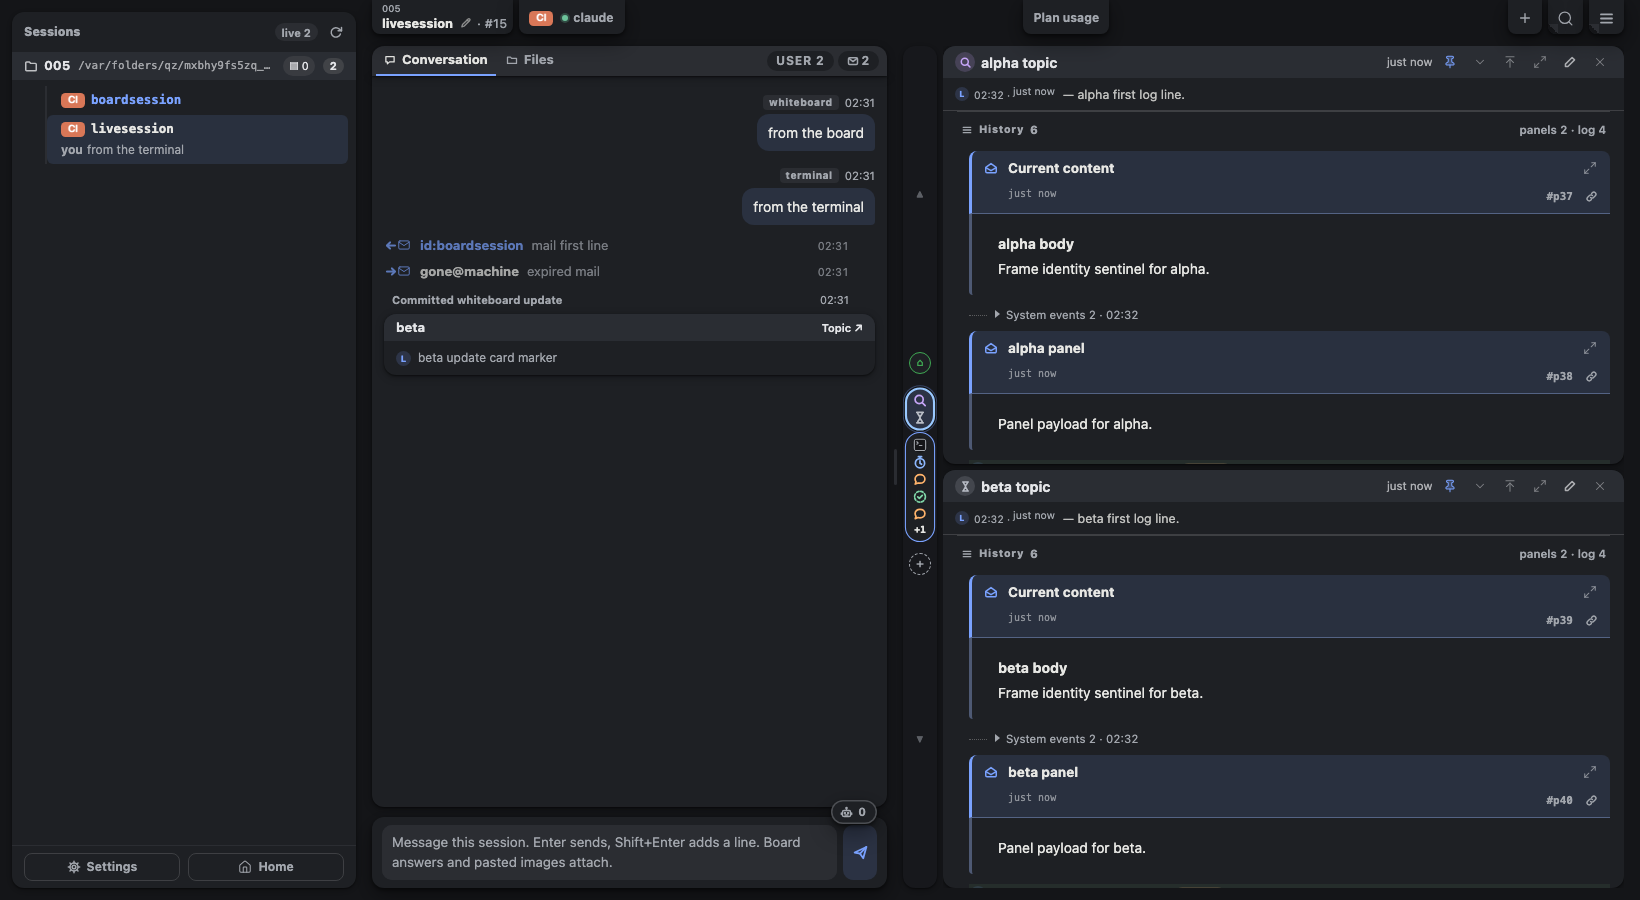 Sessions
live 2
005 /var/folders/qz/mxbhy9fs5zq_… 0 2
CI boardsession
CI livesession
you from the terminal
Settings
Home
005
livesession · #15
CI claude
Plan usage
Conversation
Files
USER 2
2
whiteboard 02:31
from the board
terminal 02:31
from the terminal
id:boardsession mail first line 02:31
gone@machine expired mail 02:31
Committed whiteboard update 02:31
beta Topic
L beta update card marker
0
Message this session. Enter sends, Shift+Enter adds a line. Board
answers and pasted images attach.
+1
alpha topic just now
L 02:32 · just now — alpha first log line.
History 6 panels 2 · log 4
Current content
just now #p37
alpha body
Frame identity sentinel for alpha.
System events 2 · 02:32
alpha panel
just now #p38
Panel payload for alpha.
beta topic just now
L 02:32 · just now — beta first log line.
History 6 panels 2 · log 4
Current content
just now #p39
beta body
Frame identity sentinel for beta.
System events 2 · 02:32
beta panel
just now #p40
Panel payload for beta.